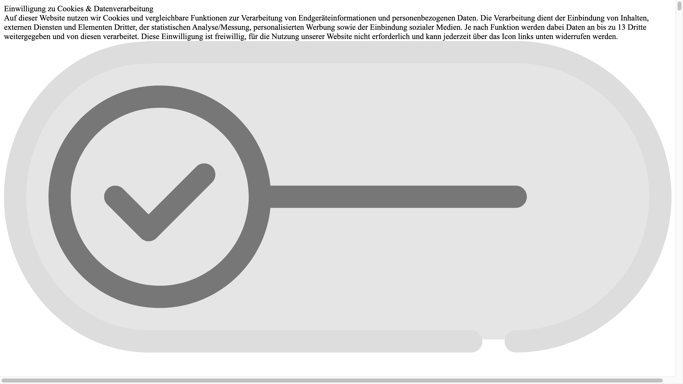 Einwilligung zu Cookies & Datenverarbeitung
Auf dieser Website nutzen wir Cookies und vergleichbare Funktionen zur Verarbeitung von Endgeräteinformationen und personenbezogenen Daten. Die Verarbeitung dient der Einbindung von Inhalten,
externen Diensten und Elementen Dritter, der statistischen Analyse/Messung, personalisierten Werbung sowie der Einbindung sozialer Medien. Je nach Funktion werden dabei Daten an bis zu 13 Dritte
weitergegeben und von diesen verarbeitet. Diese Einwilligung ist freiwillig, für die Nutzung unserer Website nicht erforderlich und kann jederzeit über das Icon links unten widerrufen werden.